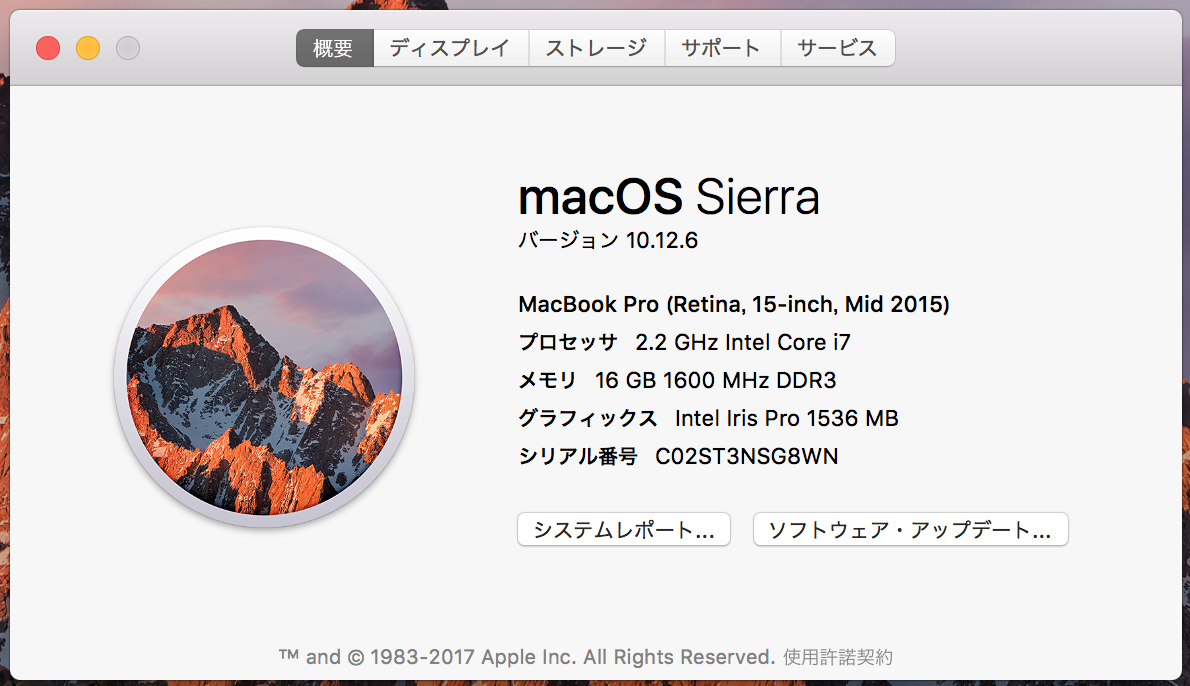 概要 ディスプレイ ストレージ サポート サービス
macOS Sierra
バージョン 10.12.6
MacBook Pro (Retina, 15-inch, Mid 2015)
プロセッサ 2.2 GHz Intel Core i7
メモリ 16 GB 1600 MHz DDR3
グラフィックス Intel Iris Pro 1536 MB
シリアル番号 C02ST3NSG8WN
システムレポート... ソフトウェア・アップデート...
™ and © 1983-2017 Apple Inc. All Rights Reserved. 使用許諾契約